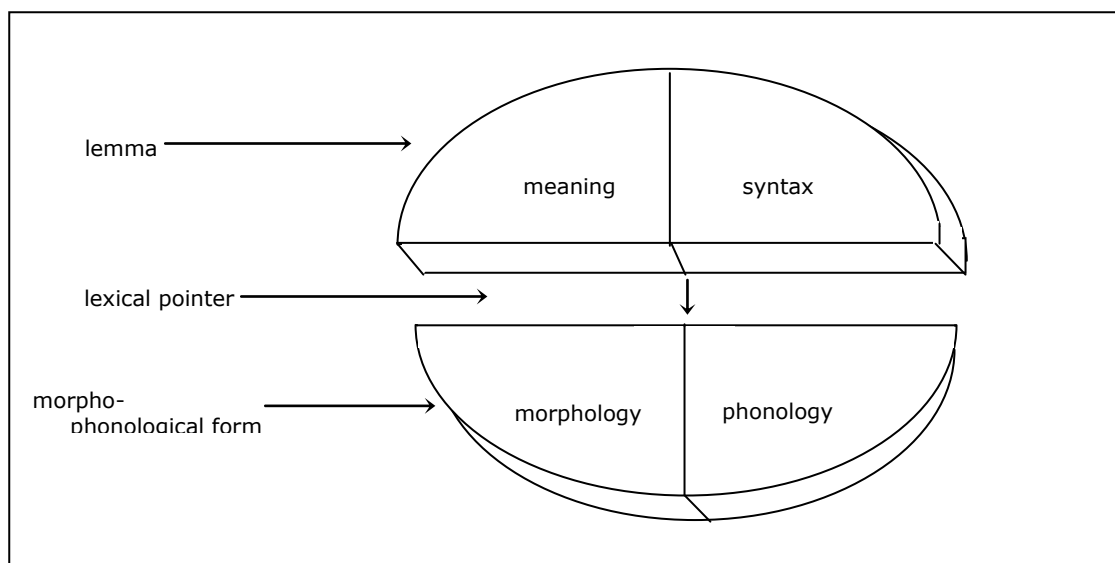 lemma
meaning
syntax
lexical pointer
morpho-
phonological form
morphology
phonology